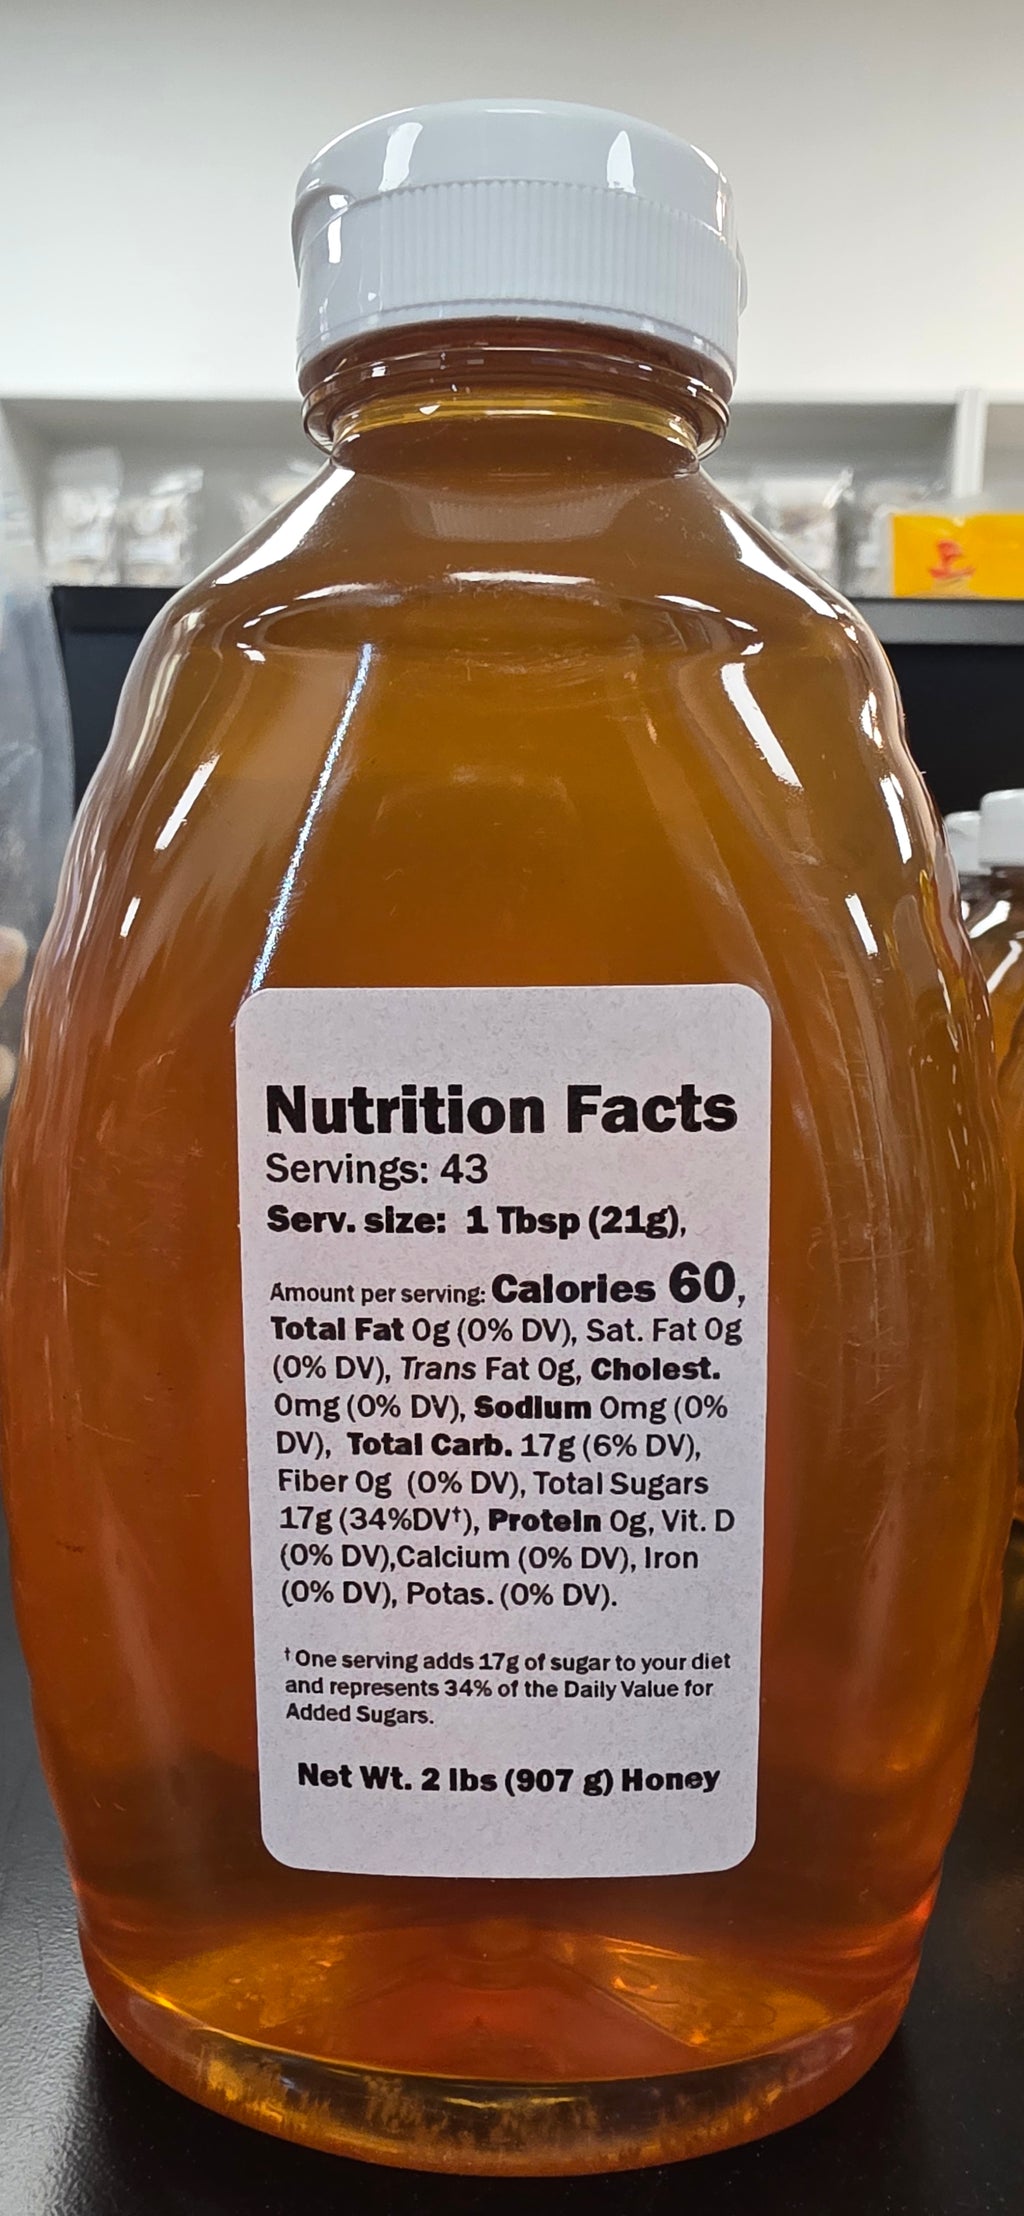 Nutrition Facts
Servings: 43
Serv. size: 1 Tbsp (21g),
Amount per serving: Calories 60,
Total Fat 0g (0% DV), Sat. Fat 0g
(0% DV), Trans Fat 0g, Cholest.
0mg (0% DV), Sodium 0mg (0%
DV), Total Carb. 17g (6% DV),
Fiber 0g (0% DV), Total Sugars
17g (34%DV†), Protein 0g, Vit. D
(0% DV),Calcium (0% DV), Iron
(0% DV), Potas. (0% DV).
† One serving adds 17g of sugar to your diet
and represents 34% of the Daily Value for
Added Sugars.
Net Wt. 2 lbs (907 g) Honey